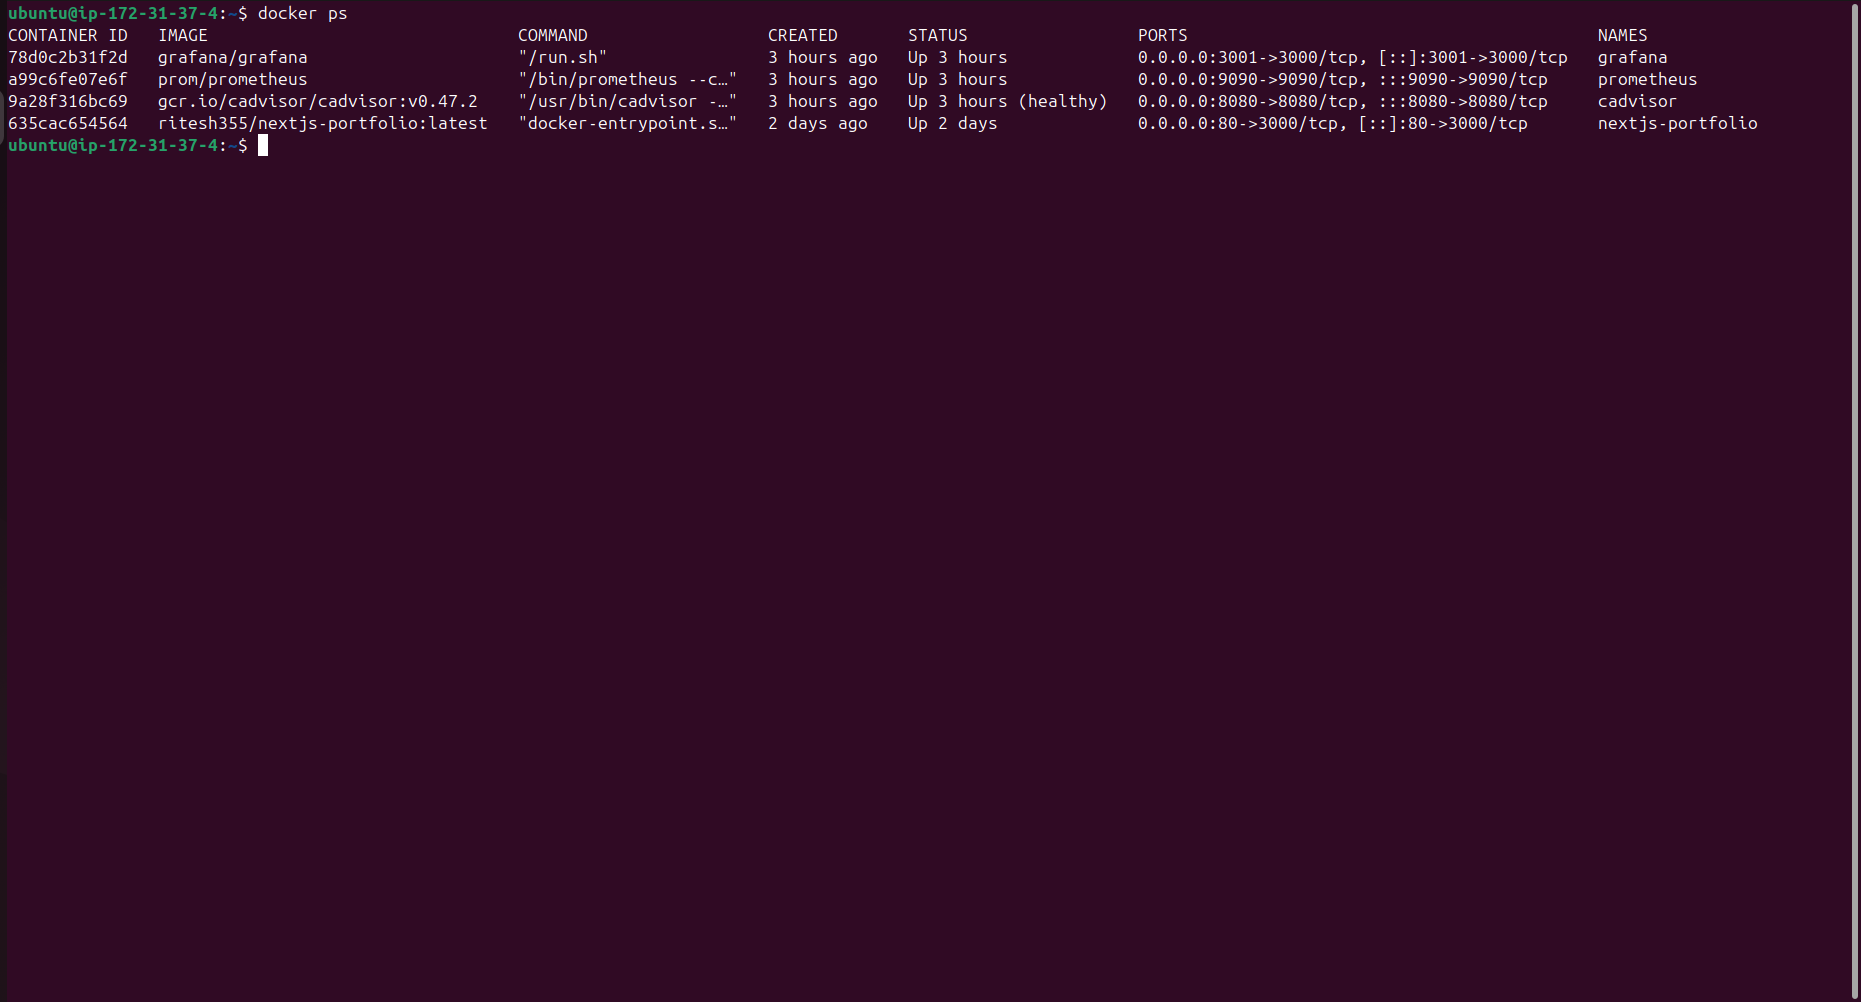 ubuntu@ip-172-31-37-4:~$ docker ps
CONTAINER ID   IMAGE                              COMMAND                  CREATED       STATUS                 PORTS                                         NAMES
78d0c2b31f2d   grafana/grafana                    "/run.sh"                3 hours ago   Up 3 hours             0.0.0.0:3001->3000/tcp, [::]:3001->3000/tcp   grafana
a99c6fe07e6f   prom/prometheus                    "/bin/prometheus --c…"   3 hours ago   Up 3 hours             0.0.0.0:9090->9090/tcp, :::9090->9090/tcp     prometheus
9a28f316bc69   gcr.io/cadvisor/cadvisor:v0.47.2   "/usr/bin/cadvisor -…"   3 hours ago   Up 3 hours (healthy)   0.0.0.0:8080->8080/tcp, :::8080->8080/tcp     cadvisor
635cac654564   ritesh355/nextjs-portfolio:latest   "docker-entrypoint.s…"   2 days ago    Up 2 days              0.0.0.0:80->3000/tcp, [::]:80->3000/tcp       nextjs-portfolio
ubuntu@ip-172-31-37-4:~$